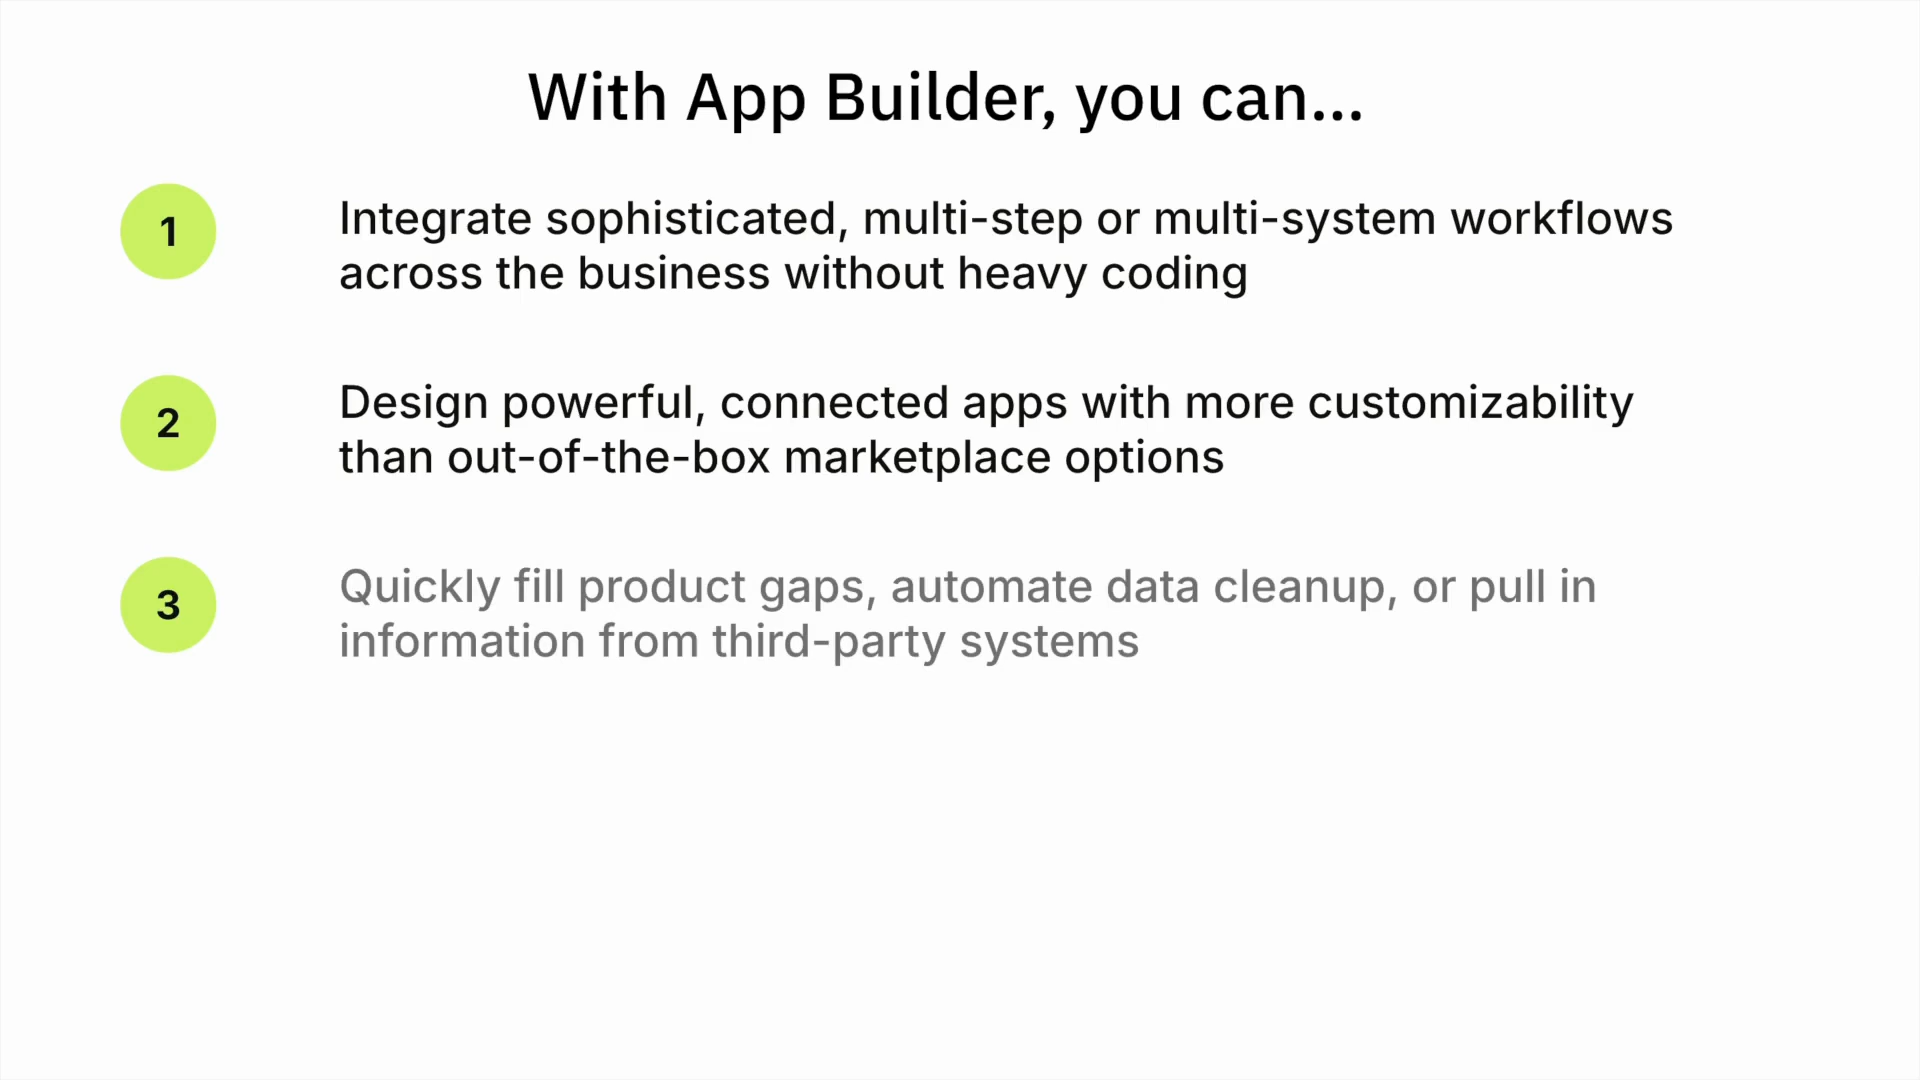 With App Builder, you can...
1
Integrate sophisticated, multi-step or multi-system workflows
across the business without heavy coding
2
Design powerful, connected apps with more customizability
than out-of-the-box marketplace options
3
Quickly fill product gaps, automate data cleanup, or pull in
information from third-party systems